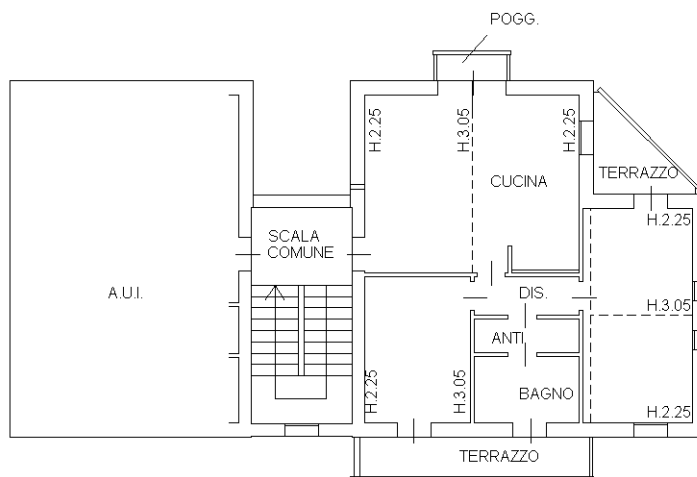 POGG.
H.2.25
H.3.05
H.2.25
CUCINA
TERRAZZO
H.2.25
SCALA
COMUNE
A.U.I.
DIS.
H.3.05
ANTI
H.2.25
H.3.05
BAGNO
H.2.25
TERRAZZO